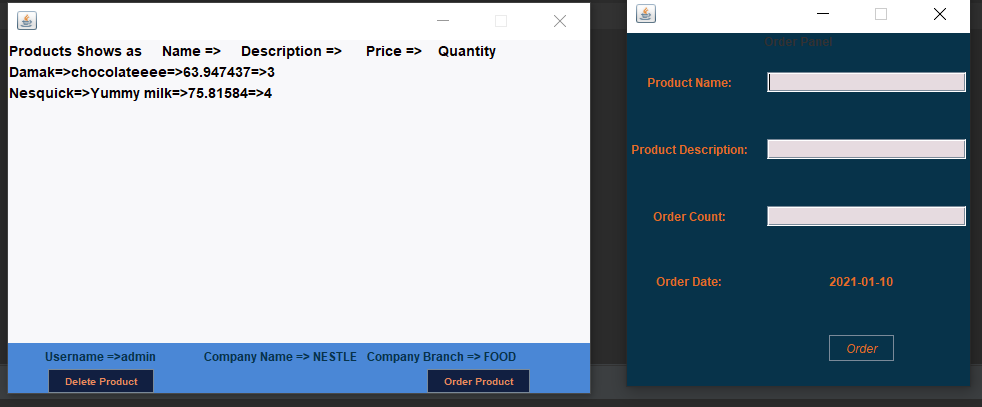 Products Shows as Name => Description => Price => Quantity
Damak=>chocolateeee=>63.947437=>3
Nesquick=>Yummy milk=>75.81584=>4
Username =>admin Company Name => NESTLE Company Branch => FOOD
Delete Product Order Product
Order Panel
Product Name:
Product Description:
Order Count:
Order Date: 2021-01-10
Order